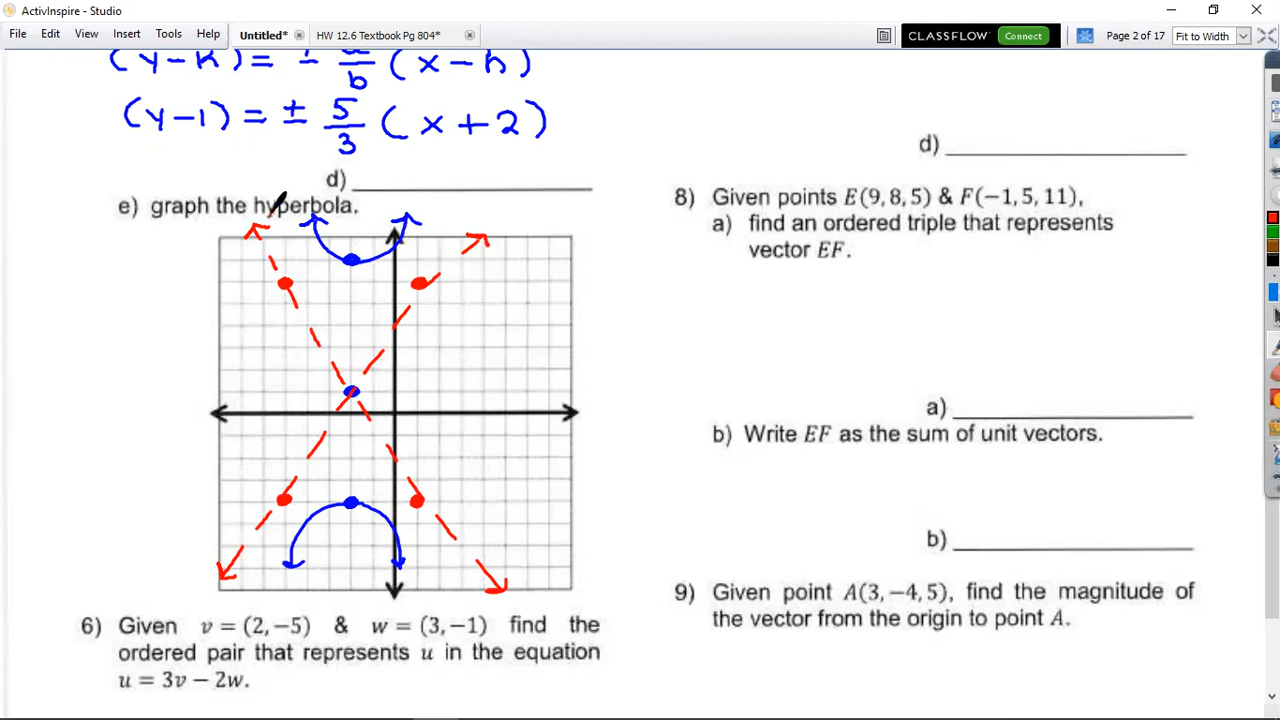 ActivInspire - Studio
File Edit View Insert Tools Help Untitled* HW 12.6 Textbook Pg 804* CLASSFLOW Connect Page 2 of 17 Fit to Width
(y-k) = ± a/b (x-h)
(y-1) = ± 5/3 (x+2)
d) ______________
e) graph the hyperbola.
6) Given v = (2, −5) & w = (3, −1) find the
ordered pair that represents u in the equation
u = 3v − 2w.
d) ______________
8) Given points E(9, 8, 5) & F(−1, 5, 11),
a) find an ordered triple that represents
vector EF.
a) ______________
b) Write EF as the sum of unit vectors.
b) ______________
9) Given point A(3, −4, 5), find the magnitude of
the vector from the origin to point A.